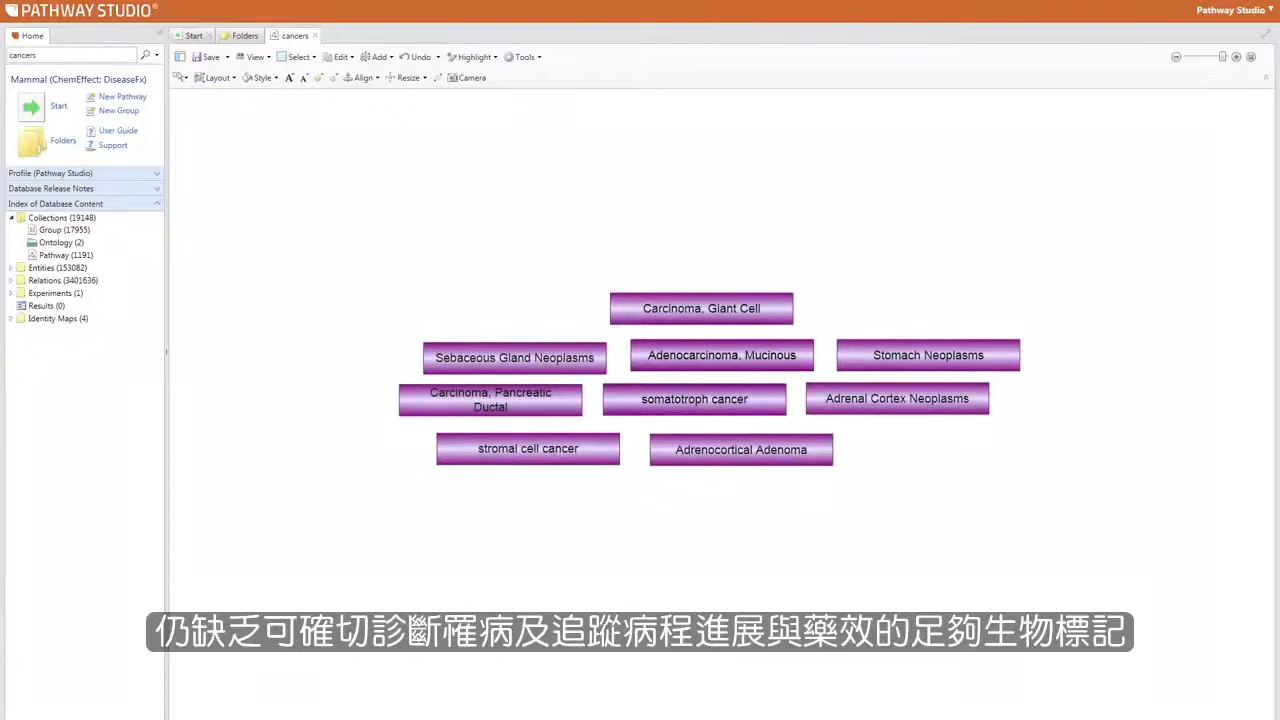 PATHWAY STUDIO®
Pathway Studio
Home
Start
Folders
cancers
cancers
Save View Select Edit Add Undo Highlight Tools
Layout Style A A Align Resize Camera
Mammal (ChemEffect; DiseaseFx)
Start
New Pathway
New Group
Folders
User Guide
Support
Profile (Pathway Studio)
Database Release Notes
Index of Database Content
Collections (19148)
Group (17955)
Ontology (2)
Pathway (1191)
Entities (153082)
Relations (3401636)
Experiments (1)
Results (0)
Identity Maps (4)
Carcinoma, Giant Cell
Sebaceous Gland Neoplasms
Adenocarcinoma, Mucinous
Stomach Neoplasms
Carcinoma, Pancreatic
Ductal
somatotroph cancer
Adrenal Cortex Neoplasms
stromal cell cancer
Adrenocortical Adenoma
仍缺乏可確切診斷罹病及追蹤病程進展與藥效的足夠生物標記